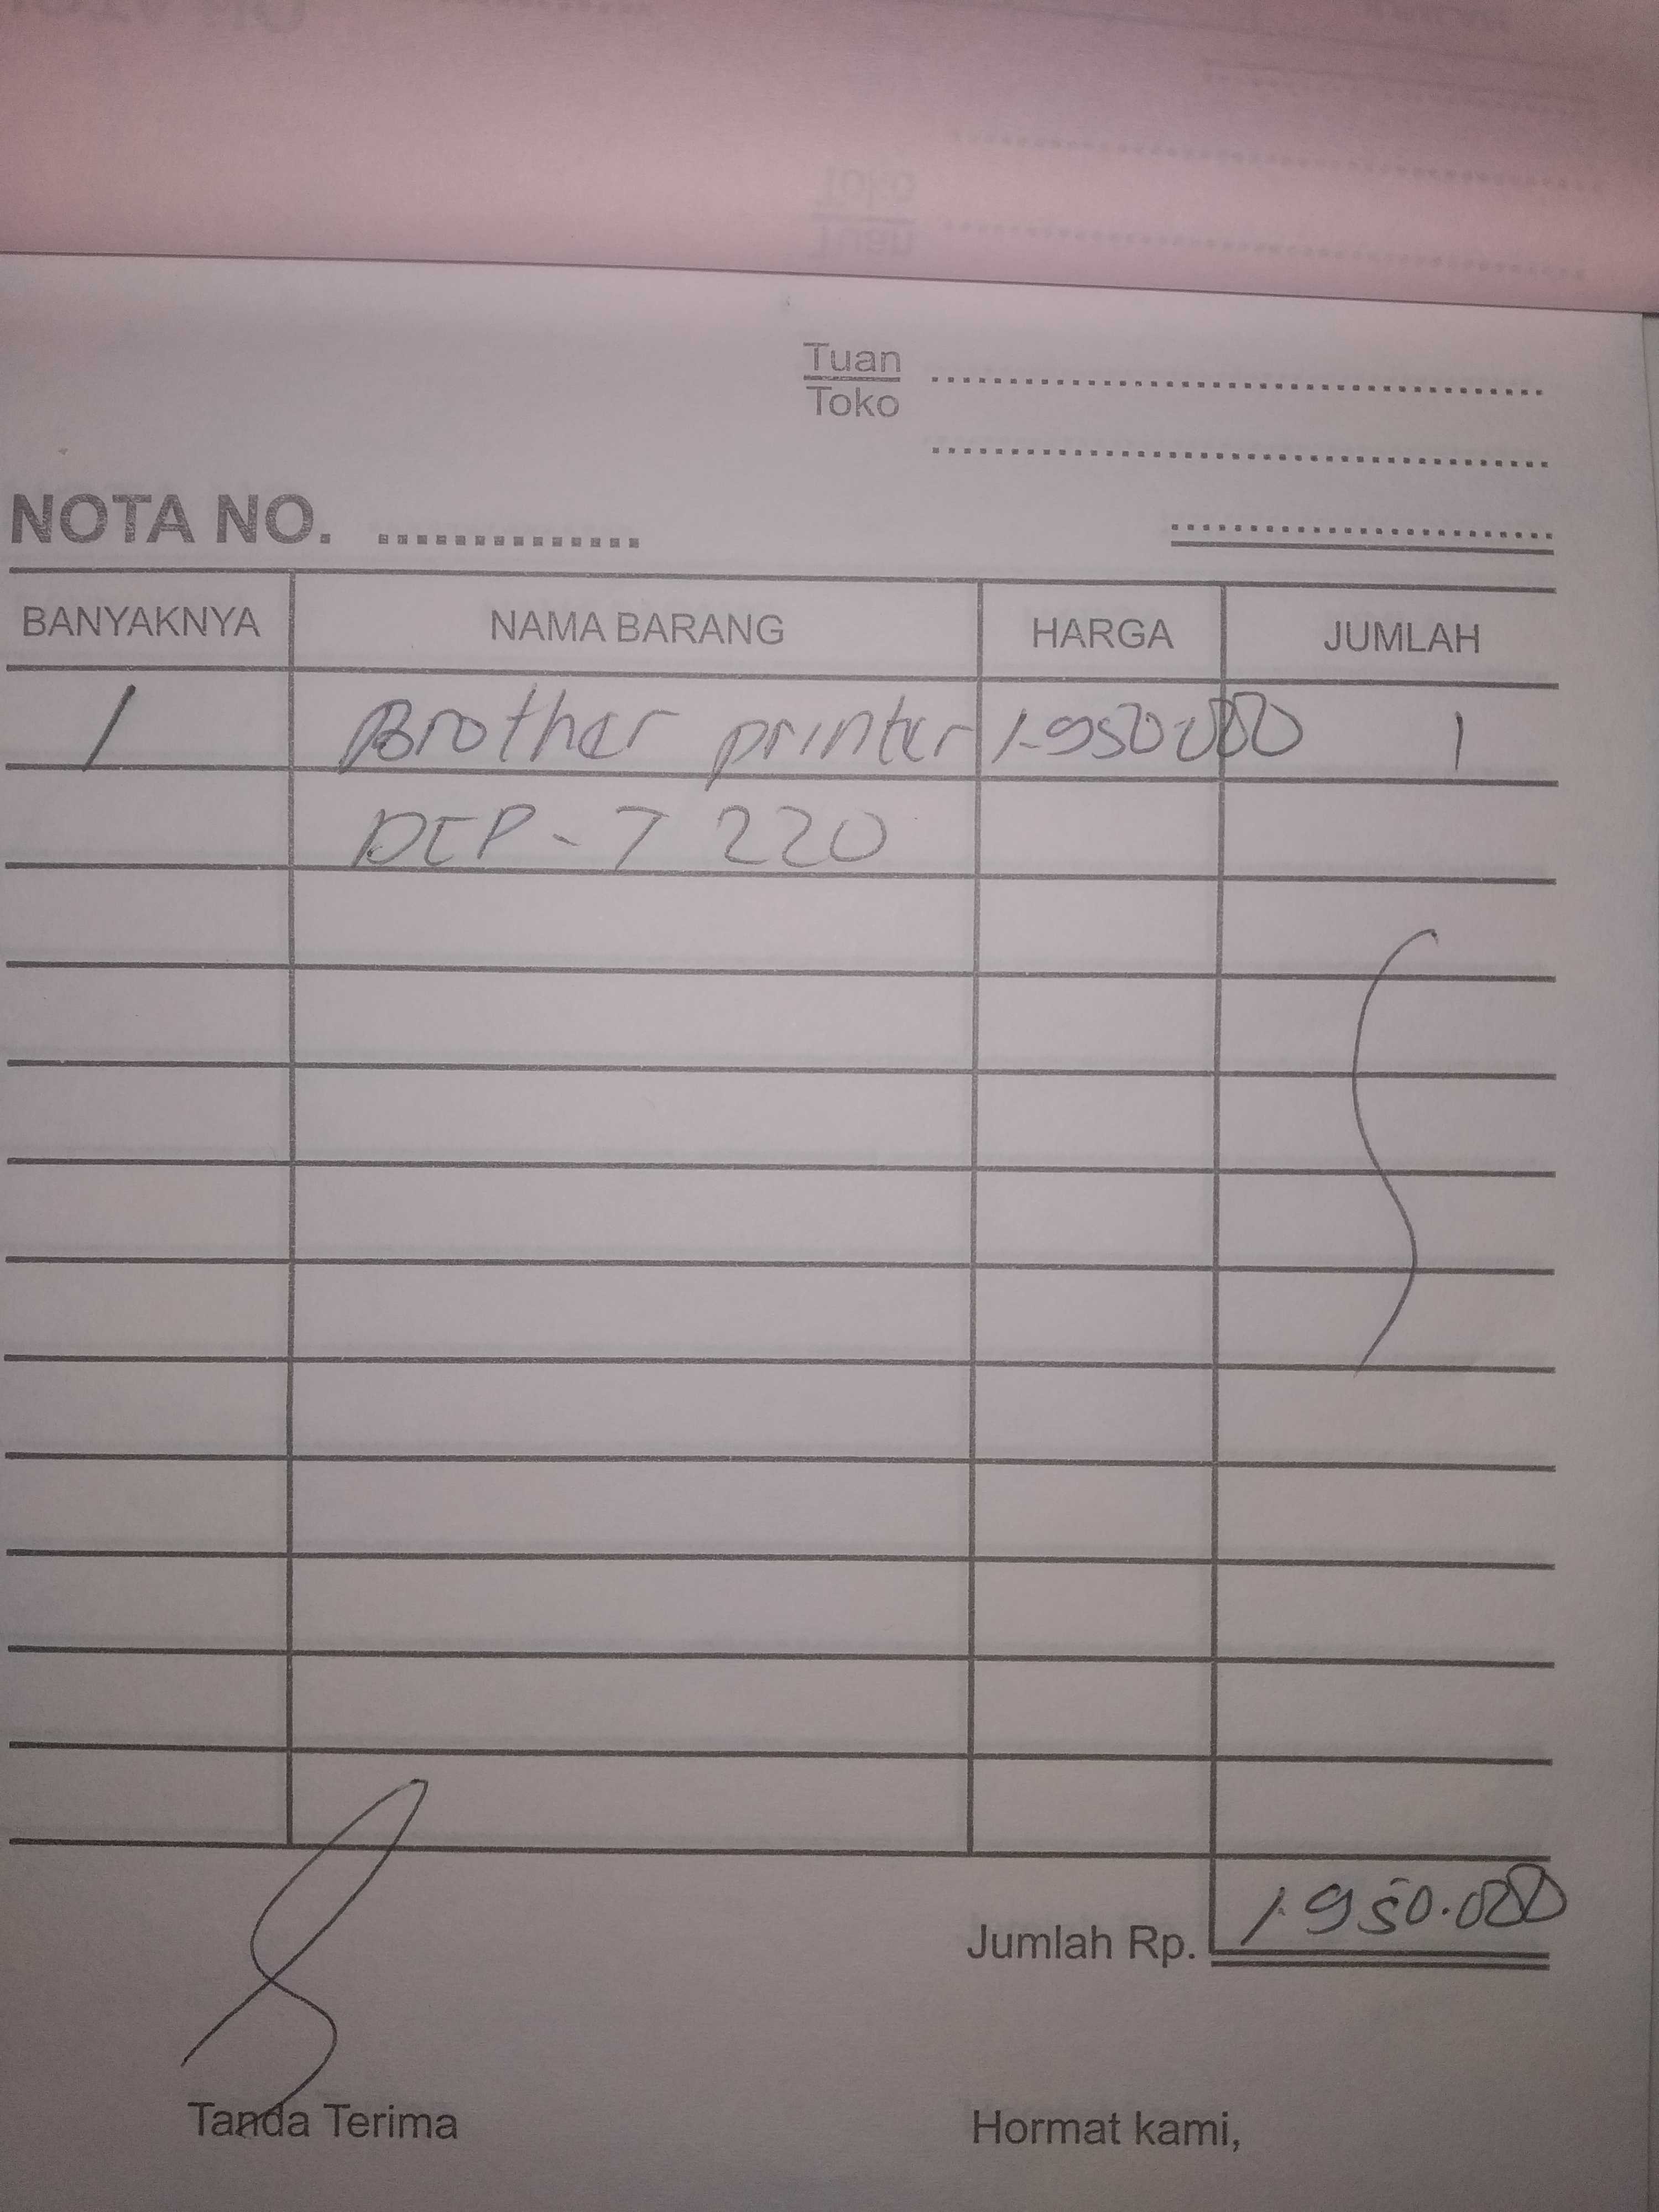 Tuan
Toko
NOTA NO.
BANYAKNYA NAMA BARANG HARGA JUMLAH
1 Brother printer 1.950.000 1
DCP - T 220
Jumlah Rp. 1.950.000
Tanda Terima Hormat kami,